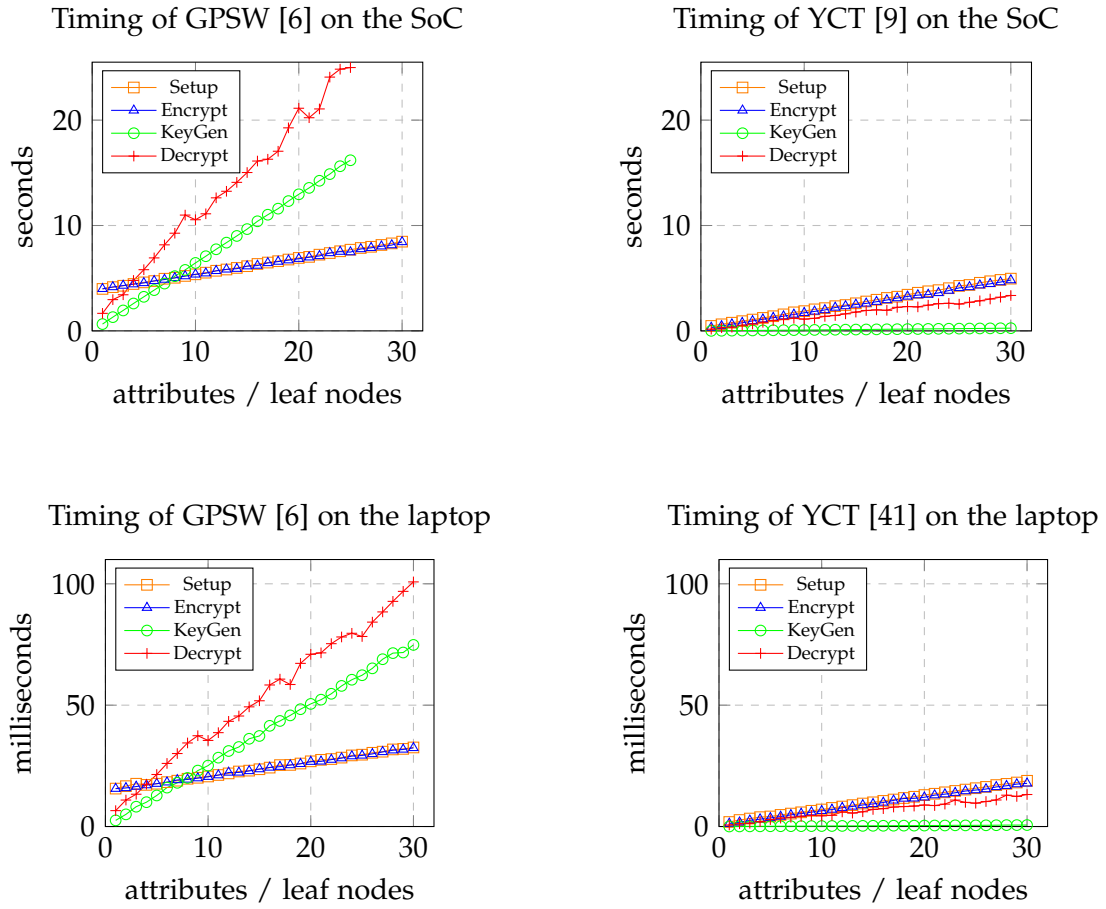 Timing of GPSW [6] on the SoC
Setup
Encrypt
KeyGen
Decrypt
20
10
0
0
10
20
30
seconds
attributes / leaf nodes
Timing of YCT [9] on the SoC
Setup
Encrypt
KeyGen
Decrypt
20
10
0
0
10
20
30
seconds
attributes / leaf nodes
Timing of GPSW [6] on the laptop
Setup
Encrypt
KeyGen
Decrypt
100
50
0
0
10
20
30
milliseconds
attributes / leaf nodes
Timing of YCT [41] on the laptop
Setup
Encrypt
KeyGen
Decrypt
100
50
0
0
10
20
30
milliseconds
attributes / leaf nodes